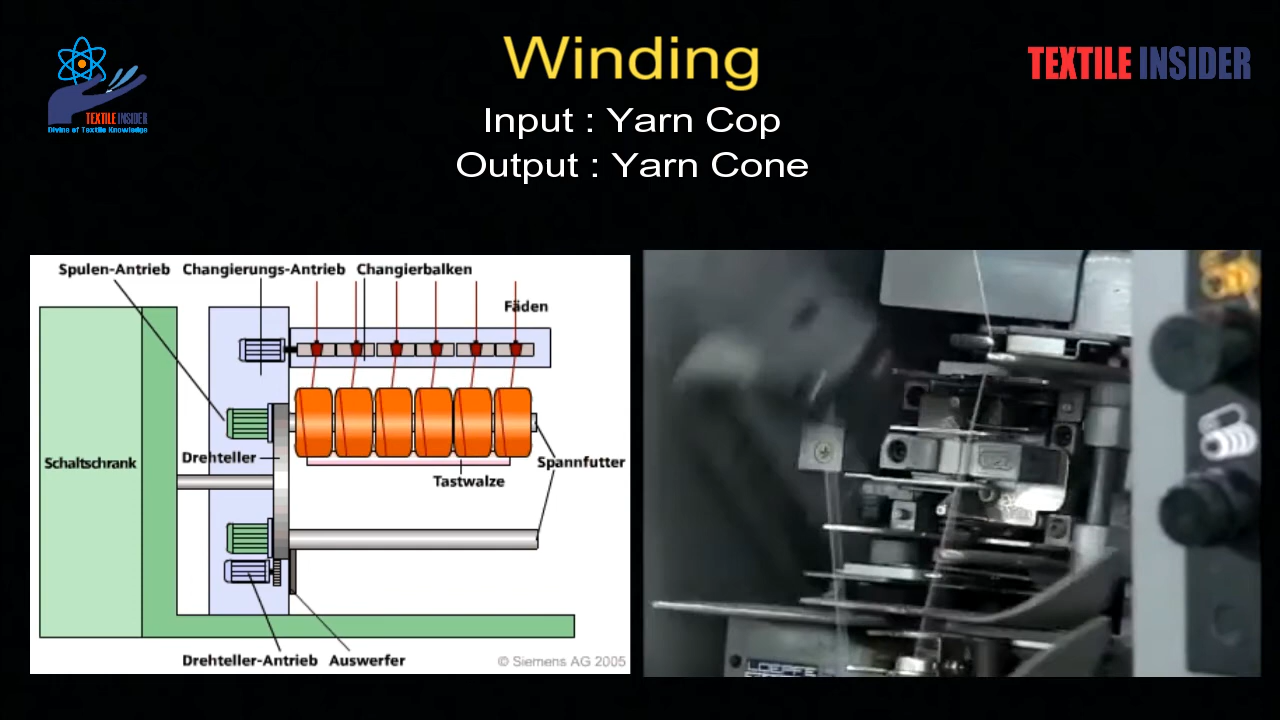 Winding
TEXTILE INSIDER
TEXTILE INSIDER
Divine of Textile Knowledge
Input : Yarn Cop
Output : Yarn Cone
Spulen-Antrieb Changierungs-Antrieb Changierbalken
Fäden
Schaltschrank
Drehteller
Spannfutter
Tastwalze
Drehteller-Antrieb Auswerfer
© Siemens AG 2005
LOEPFE